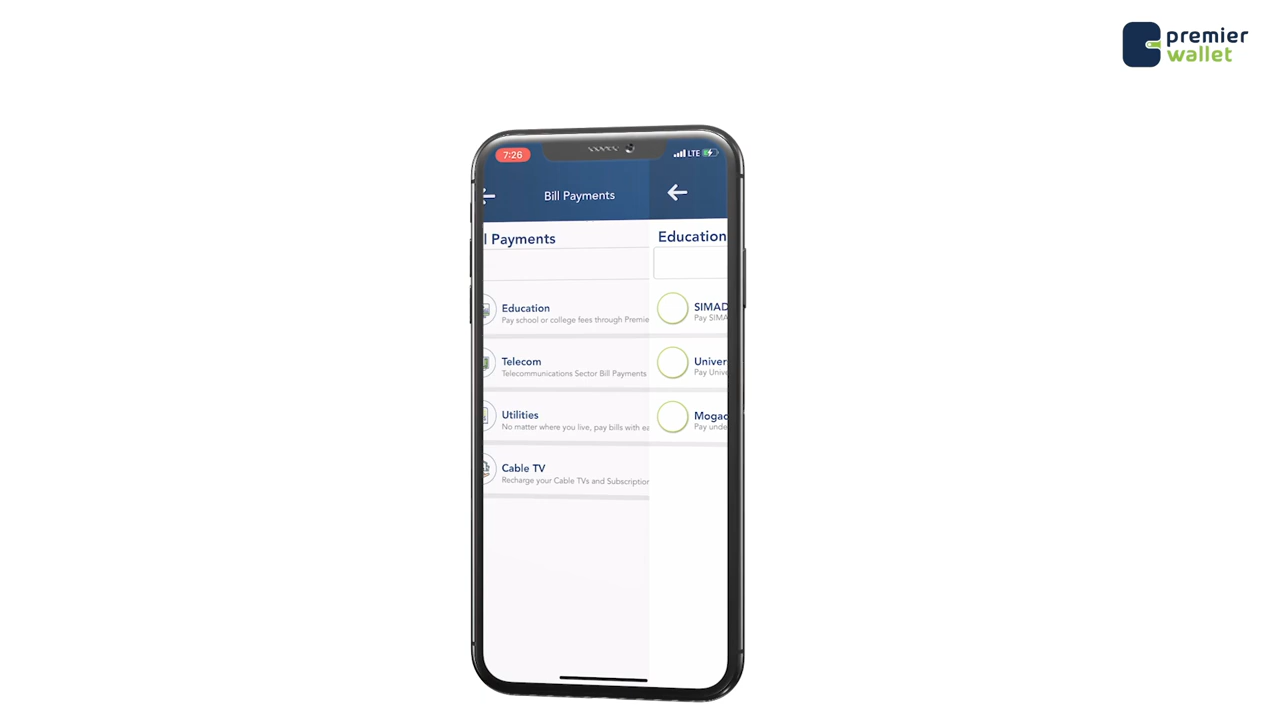 premier
wallet
7:26
LTE
Bill Payments
l Payments
Education
Pay school or college fees through Premie
Telecom
Telecommunications Sector Bill Payments
Utilities
No matter where you live, pay bills with ea
Cable TV
Recharge your Cable TVs and Subscription
Education
SIMAD
Pay SIMA
Univer
Pay Unive
Mogad
Pay unde